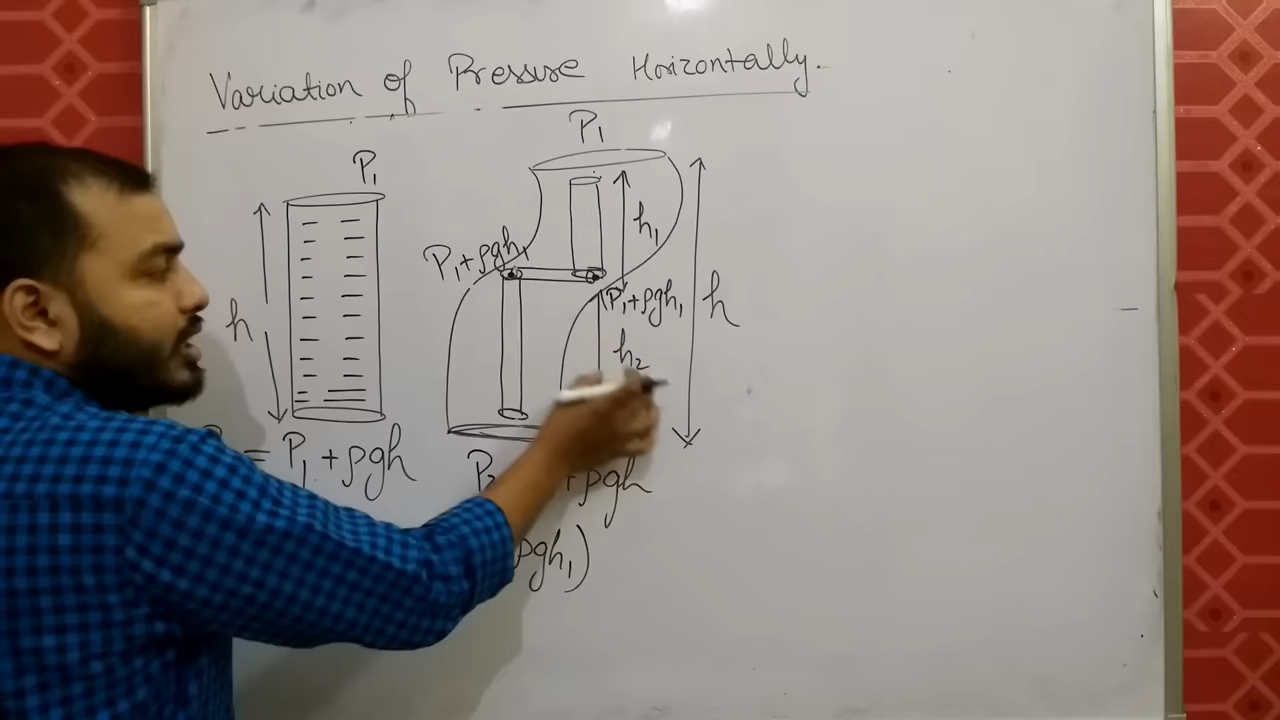 Variation of Pressure Horizontally.
P₁
P₁
h₁
P₁+ρgh₁
P₁+ρgh₁
h
h
h₂
= P₁ + ρgh
+ρgh
ρgh₁)